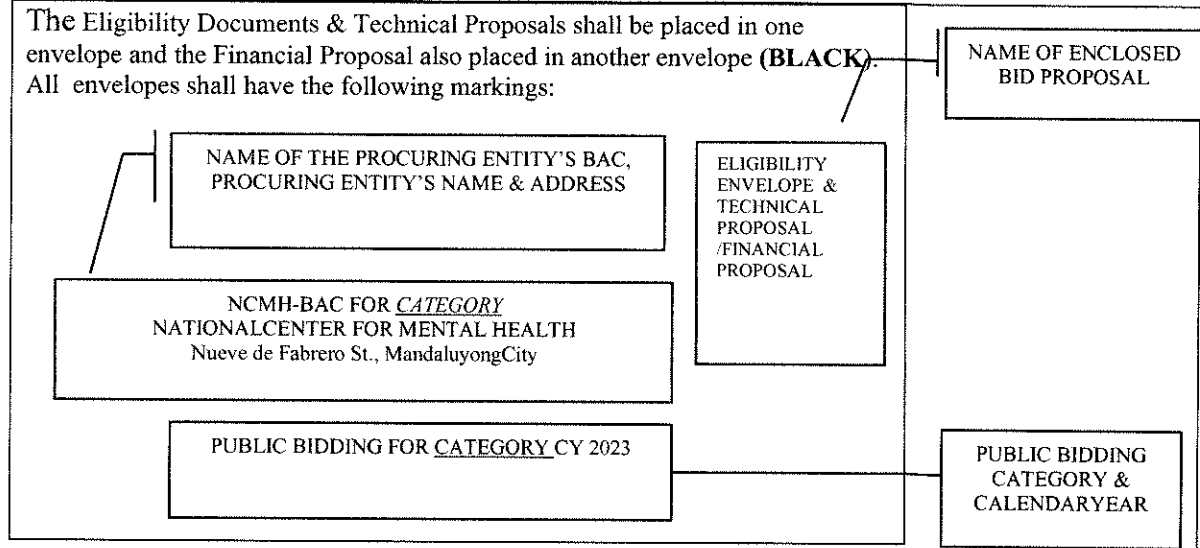 The Eligibility Documents & Technical Proposals shall be placed in one
envelope and the Financial Proposal also placed in another envelope (BLACK).
All envelopes shall have the following markings:
NAME OF ENCLOSED
BID PROPOSAL
NAME OF THE PROCURING ENTITY'S BAC,
PROCURING ENTITY'S NAME & ADDRESS
ELIGIBILITY
ENVELOPE &
TECHNICAL
PROPOSAL
/FINANCIAL
PROPOSAL
NCMH-BAC FOR CATEGORY
NATIONALCENTER FOR MENTAL HEALTH
Nueve de Fabrero St., MandaluyongCity
PUBLIC BIDDING FOR CATEGORY CY 2023
PUBLIC BIDDING
CATEGORY &
CALENDARYEAR